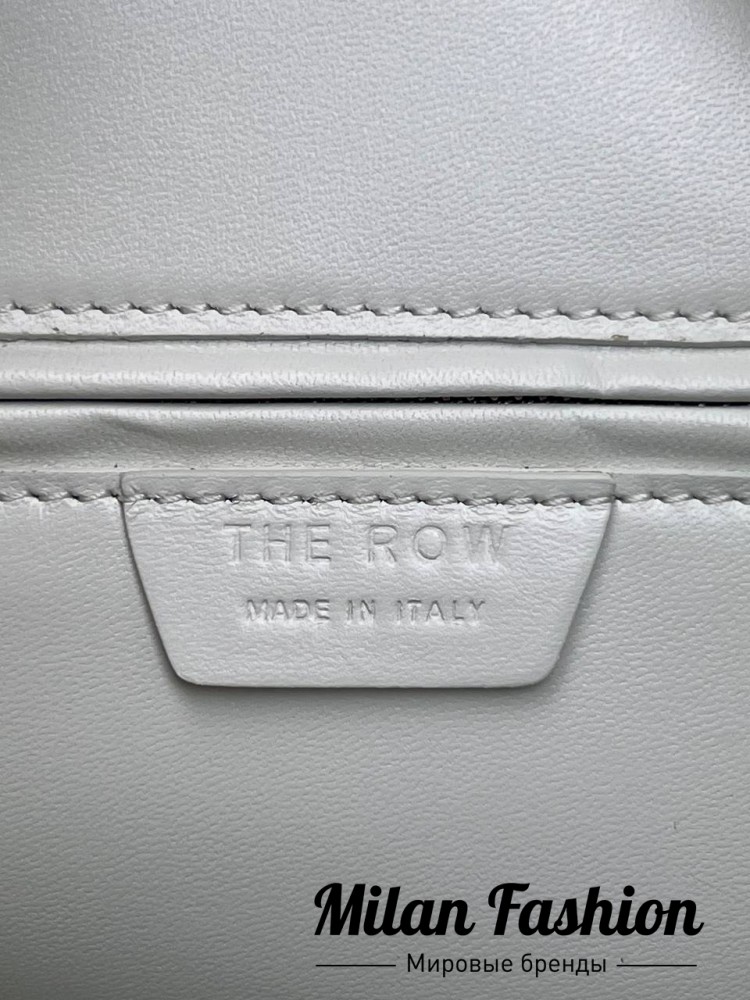 THE ROW
MADE IN ITALY
Milan Fashion
Мировые бренды